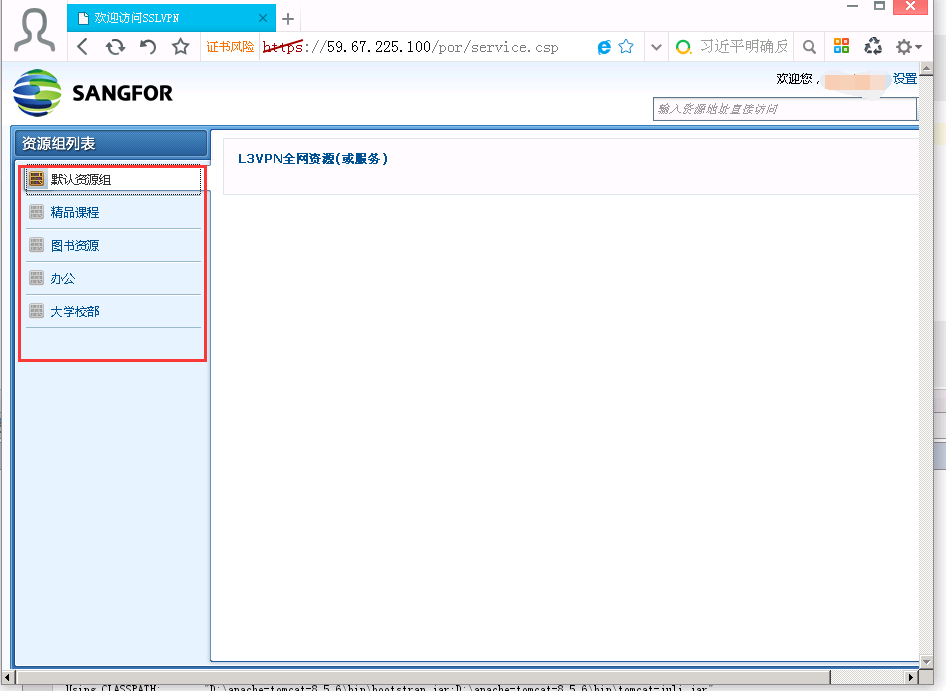 欢迎访问SSLVPN
证书风险 https://59.67.225.100/por/service.csp 习近平明确反
SANGFOR
欢迎您， 设置
输入资源地址直接访问
资源组列表
L3VPN全网资源(或服务)
默认资源组
精品课程
图书资源
办公
大学校部
Using CLASSPATH: "D:\apache-tomcat-8.5.6\bin\bootstrap.jar;D:\apache-tomcat-8.5.6\bin\tomcat-juli.jar"